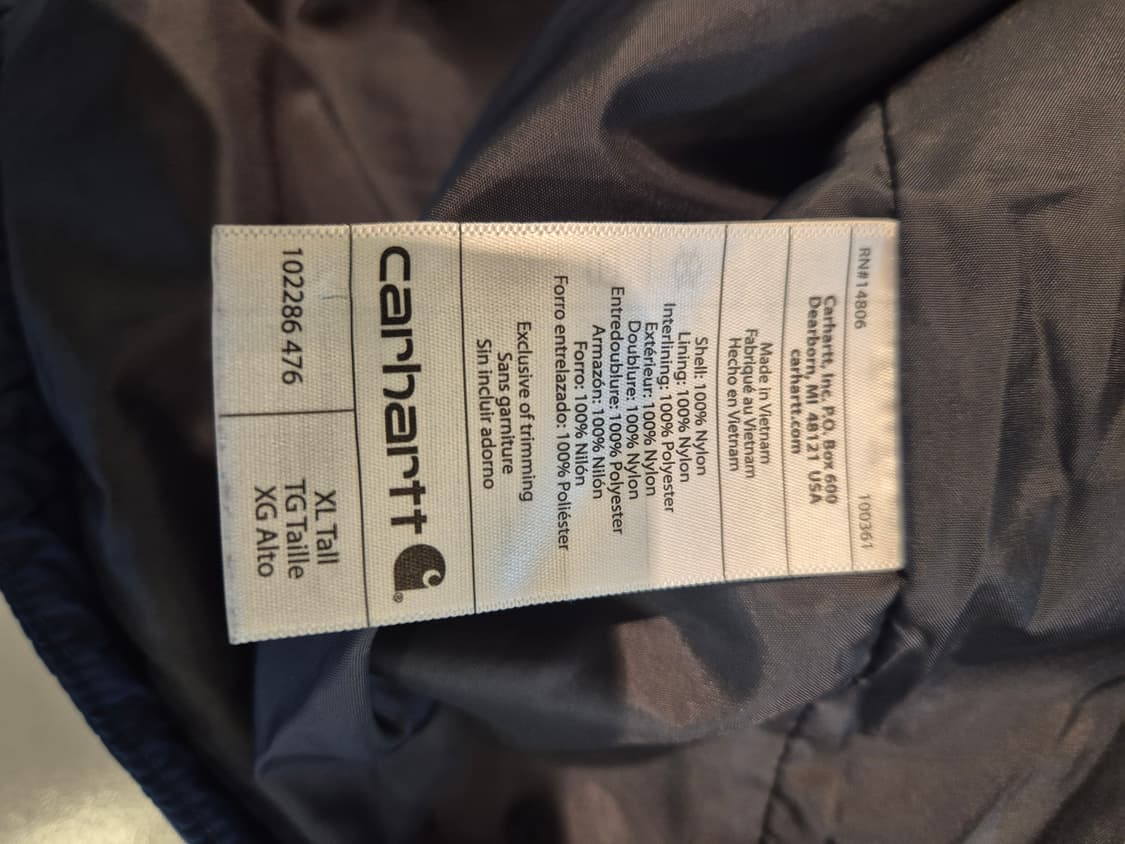 RN#14806 100361
Carhartt, Inc. P.O. Box 600
Dearborn, MI 48121 USA
carhartt.com
Made in Vietnam
Fabriqué au Vietnam
Hecho en Vietnam
Shell: 100% Nylon
Lining: 100% Nylon
Interlining: 100% Polyester
Extérieur: 100% Nylon
Doublure: 100% Nylon
Entredoublure: 100% Polyester
Armazón: 100% Nilón
Forro: 100% Nilón
Forro entrelazado: 100% Poliéster
Exclusive of trimming
Sans garniture
Sin incluir adorno
carhartt ®
XL Tall
102286 476 TG Taille
XG Alto